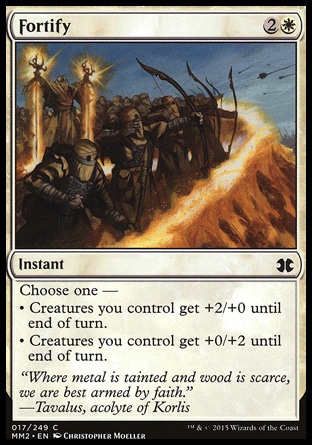 Fortify 2
Instant
Choose one —
• Creatures you control get +2/+0 until
end of turn.
• Creatures you control get +0/+2 until
end of turn.
"Where metal is tainted and wood is scarce,
we are best armed by faith."
—Tavalus, acolyte of Korlis
017/249 C
MM2 • EN Christopher Moeller ™ & © 2015 Wizards of the Coast